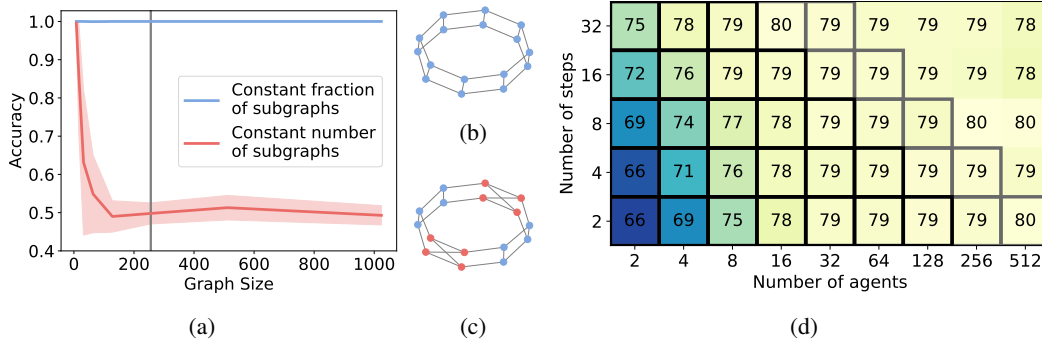 1.0
0.9
0.8
0.7
0.6
0.5
0.4
Accuracy
Constant fraction
of subgraphs
Constant number
of subgraphs
0 200 400 600 800 1000
Graph Size
(a)
(b)
(c)
Number of steps
32 75 78 79 80 79 79 79 79 78
16 72 76 79 79 79 79 79 79 78
8 69 74 77 78 79 79 79 80 80
4 66 71 76 78 79 79 79 79 79
2 66 69 75 78 79 79 79 79 80
2 4 8 16 32 64 128 256 512
Number of agents
(d)